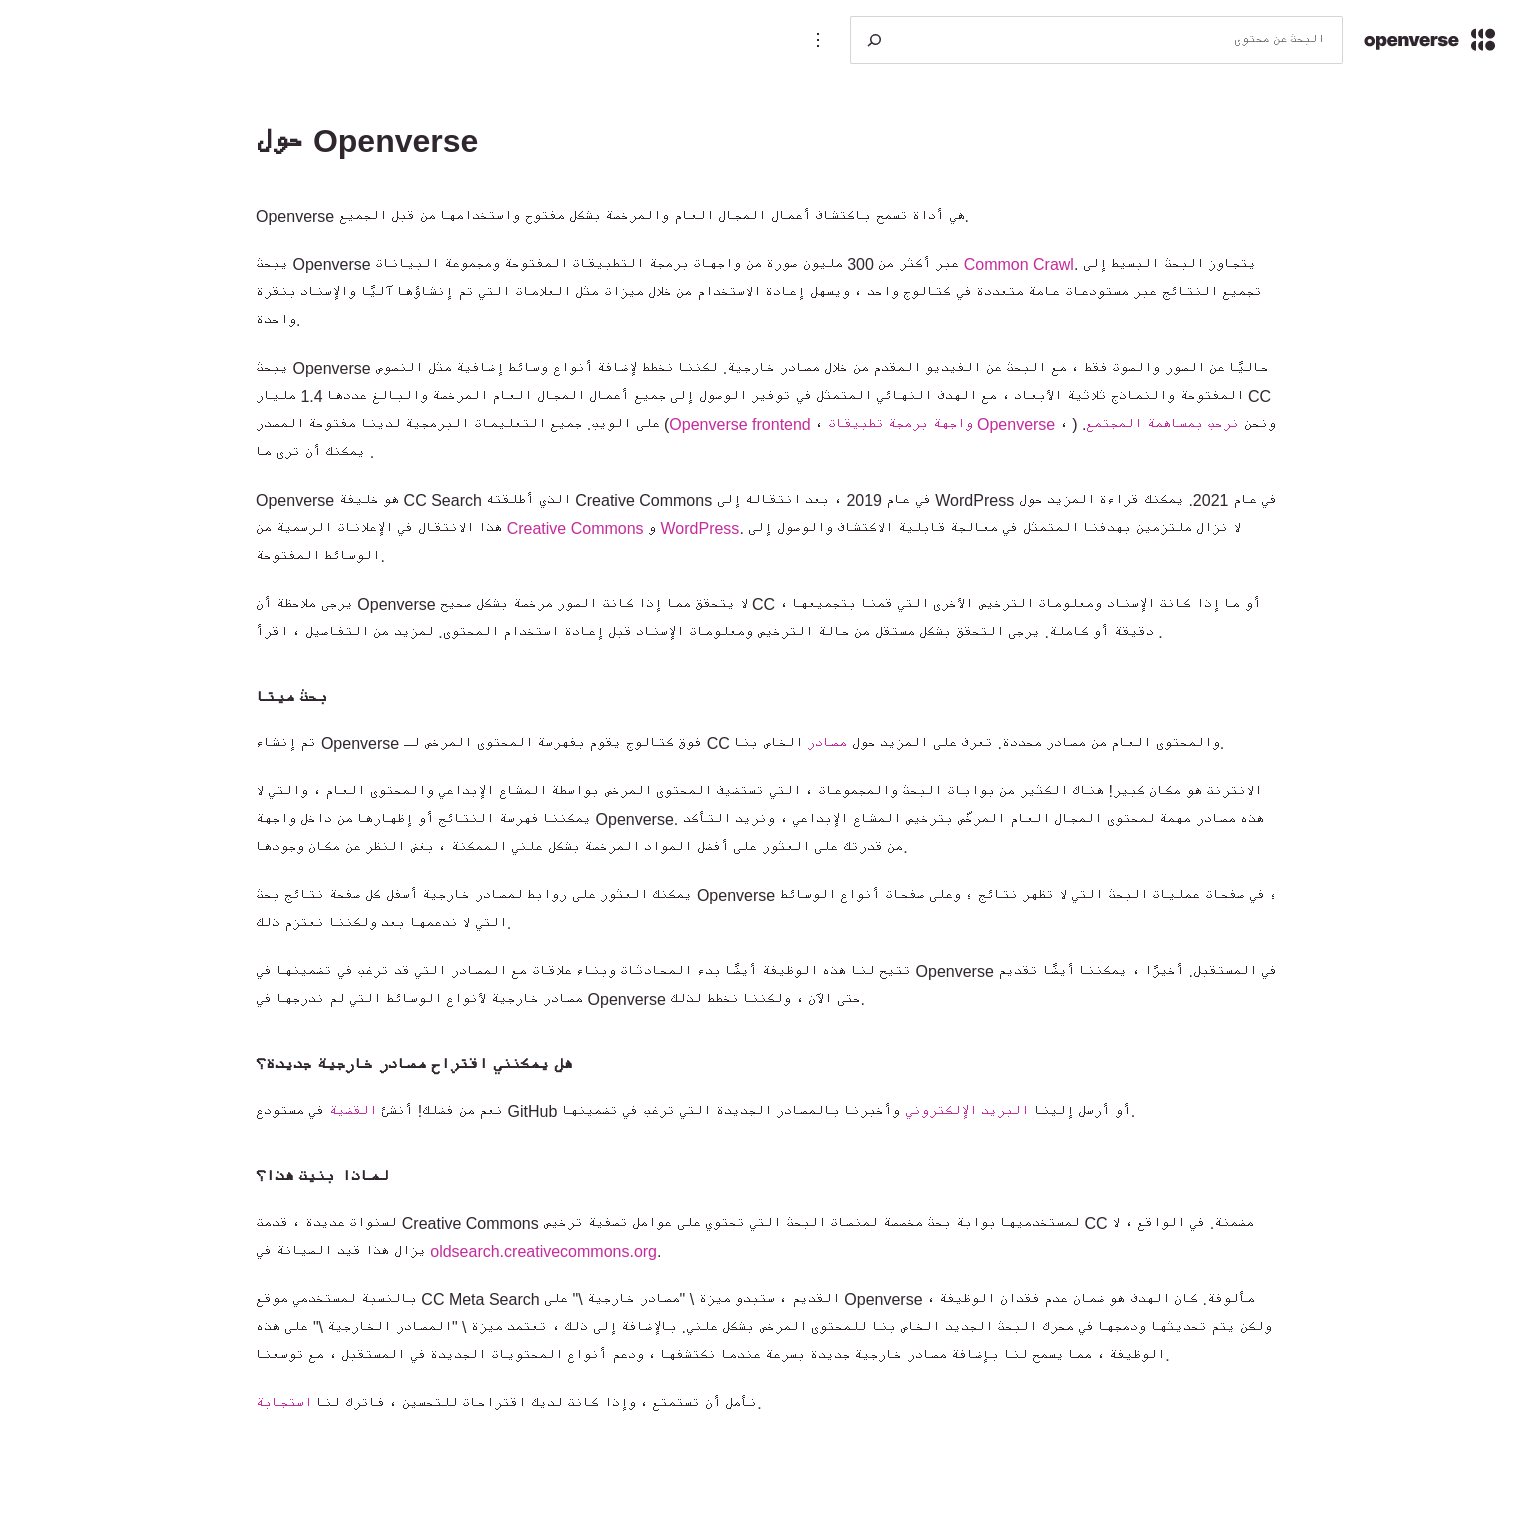 openverse
البحث عن محتوى
حول Openverse
Openverse هي أداة تسمح باكتشاف أعمال المجال العام والمرخصة بشكل مفتوح واستخدامها من قبل الجميع.
يبحث Openverse عبر أكثر من 300 مليون صورة من واجهات برمجة التطبيقات المفتوحة ومجموعة البيانات Common Crawl. يتجاوز البحث البسيط إلى
تجميع النتائج عبر مستودعات عامة متعددة في كتالوج واحد ، ويسهل إعادة الاستخدام من خلال ميزات مثل العلامات التي تم إنشاؤها آليًا والإسناد بنقرة
واحدة.
يبحث Openverse حاليًا عن الصور والصوت فقط ، مع البحث عن الفيديو المقدم من خلال مصادر خارجية. لكننا نخطط لإضافة أنواع وسائط إضافية مثل النصوص
المفتوحة والنماذج ثلاثية الأبعاد ، مع الهدف النهائي المتمثل في توفير الوصول إلى جميع أعمال المجال العام المرخصة والبالغ عددها 1.4 مليار CC
على الويب. جميع التعليمات البرمجية لدينا مفتوحة المصدر (Openverse frontend ، واجهة برمجة تطبيقات Openverse ، ) ونحن نرحب بمساهمة المجتمع.
يمكنك أن ترى ما .
Openverse هو خليفة CC Search الذي أطلقته Creative Commons في عام 2019 ، بعد انتقاله إلى WordPress في عام 2021. يمكنك قراءة المزيد حول
هذا الانتقال في الإعلانات الرسمية من Creative Commons و WordPress. لا نزال ملتزمين بهدفنا المتمثل في معالجة قابلية الاكتشاف والوصول إلى
الوسائط المفتوحة.
يرجى ملاحظة أن Openverse لا يتحقق مما إذا كانت الصور مرخصة بشكل صحيح CC ، أو ما إذا كانت الإسناد ومعلومات الترخيص الأخرى التي قمنا بتجميعها
دقيقة أو كاملة. يرجى التحقق بشكل مستقل من حالة الترخيص ومعلومات الإسناد قبل إعادة استخدام المحتوى. لمزيد من التفاصيل ، اقرأ .
بحث ميتا
تم إنشاء Openverse فوق كتالوج يقوم بفهرسة المحتوى المرخص لـ CC والمحتوى العام من مصادر محددة. تعرف على المزيد حول مصادر الخاص بنا.
الانترنت هو مكان كبير! هناك الكثير من بوابات البحث والمجموعات ، التي تستضيف المحتوى المرخص بواسطة المشاع الإبداعي والمحتوى العام ، والتي لا
يمكننا فهرسة النتائج أو إظهارها من داخل واجهة Openverse. هذه مصادر مهمة لمحتوى المجال العام المرخّص بترخيص المشاع الإبداعي ، ونريد التأكد
من قدرتك على العثور على أفضل المواد المرخصة بشكل علني الممكنة ، بغض النظر عن مكان وجودها.
يمكنك العثور على روابط لمصادر خارجية أسفل كل صفحة نتائج بحث Openverse ؛ في صفحات عمليات البحث التي لا تظهر نتائج ؛ وعلى صفحات أنواع الوسائط
التي لا ندعمها بعد ولكننا نعتزم ذلك.
تتيح لنا هذه الوظيفة أيضًا بدء المحادثات وبناء علاقات مع المصادر التي قد ترغب في تضمينها في Openverse في المستقبل. أخيرًا ، يمكننا أيضًا تقديم
مصادر خارجية لأنواع الوسائط التي لم ندرجها في Openverse حتى الآن ، ولكننا نخطط لذلك.
هل يمكنني اقتراح مصادر خارجية جديدة؟
نعم من فضلك! أنشئ القضية في مستودع GitHub أو أرسل إلينا البريد الإلكتروني وأخبرنا بالمصادر الجديدة التي ترغب في تضمينها.
لماذا بنيت هذا؟
لسنوات عديدة ، قدمت Creative Commons لمستخدميها بوابة بحث مخصصة لمنصات البحث التي تحتوي على عوامل تصفية ترخيص CC مضمنة. في الواقع ، لا
يزال هذا قيد الصيانة في oldsearch.creativecommons.org.
بالنسبة لمستخدمي موقع CC Meta Search القديم ، ستبدو ميزة \ "مصادر خارجية \" على Openverse مألوفة. كان الهدف هو ضمان عدم فقدان الوظيفة ،
ولكن يتم تحديثها ودمجها في محرك البحث الجديد الخاص بنا للمحتوى المرخص بشكل علني. بالإضافة إلى ذلك ، تعتمد ميزة \ "المصادر الخارجية \" على هذه
الوظيفة ، مما يسمح لنا بإضافة مصادر خارجية جديدة بسرعة عندما نكتشفها ، ودعم أنواع المحتويات الجديدة في المستقبل ، مع توسعنا.
نأمل أن تستمتع ، وإذا كانت لديك اقتراحات للتحسين ، فاترك لنا استجابة.